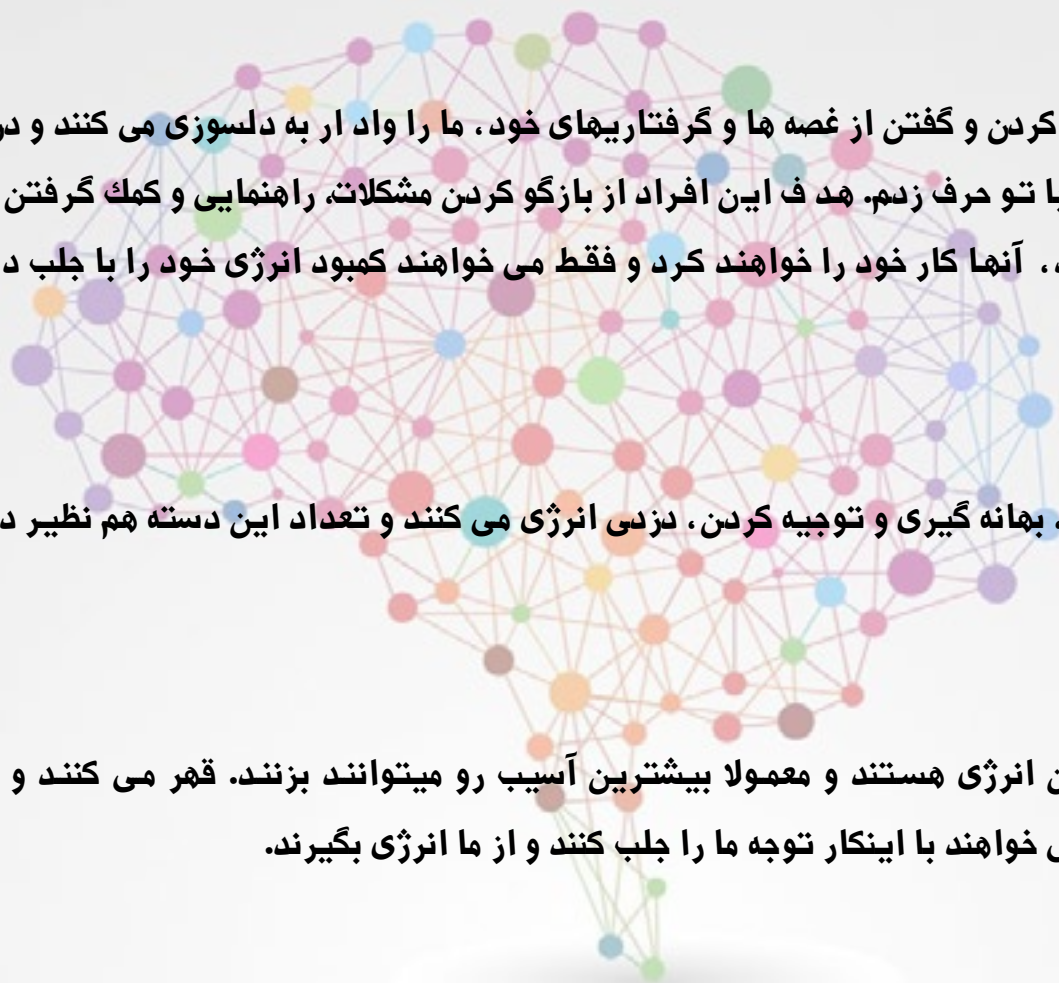 کردن و گفتن از غصه ها و گرفتاریهای خود، ما را واد ار به دلسوزی می کنند و در
با تو حرف زدم. هد ف این افراد از بازگو کردن مشکلات، راهنمایی و کمك گرفتن
،. آنها کار خود را خواهند کرد و فقط می خواهند کمبود انرژی خود را با جلب د
. بهانه گیری و توجیه کردن، دزدی انرژی می کنند و تعداد این دسته هم نظیر د
ن انرژی هستند و معمولا بیشترین آسیب رو میتوانند بزنند. قهر می کنند و
ی خواهند با اینکار توجه ما را جلب کنند و از ما انرژی بگیرند.